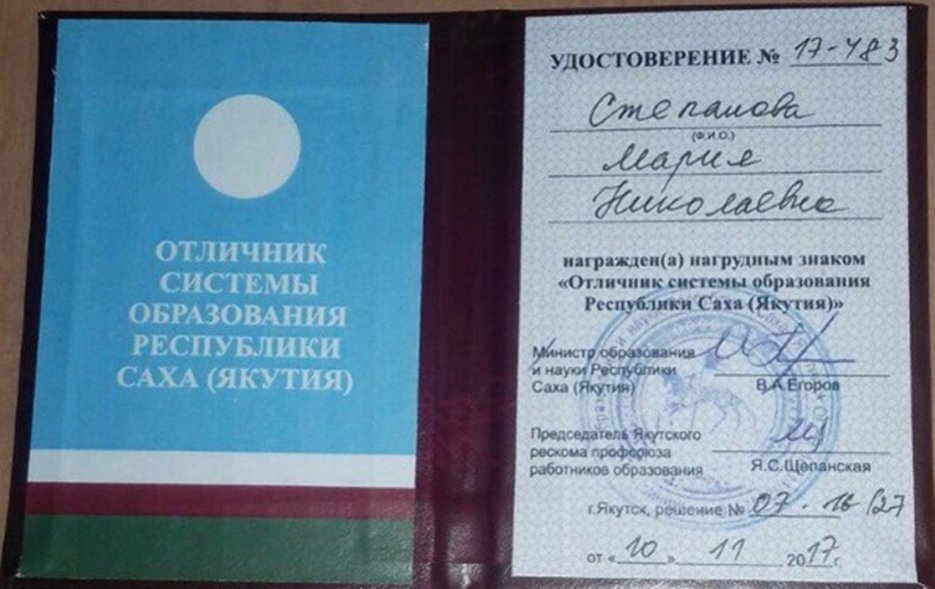 ОТЛИЧНИК
СИСТЕМЫ
ОБРАЗОВАНИЯ
РЕСПУБЛИКИ
САХА (ЯКУТИЯ)
УДОСТОВЕРЕНИЕ № 17-483
Степанова
(Ф.И.О.)
Мария
Николаевна
награжден(а) нагрудным знаком
«Отличник системы образования
Республики Саха (Якутия)»
Министр образования
и науки Республики
Саха (Якутия)
В.А.Егоров
Председатель Якутского
рескома профсоюза
работников образования
Я.С.Щепанская
г.Якутск, решение № 07-16/27
от «10» 11 2017г.